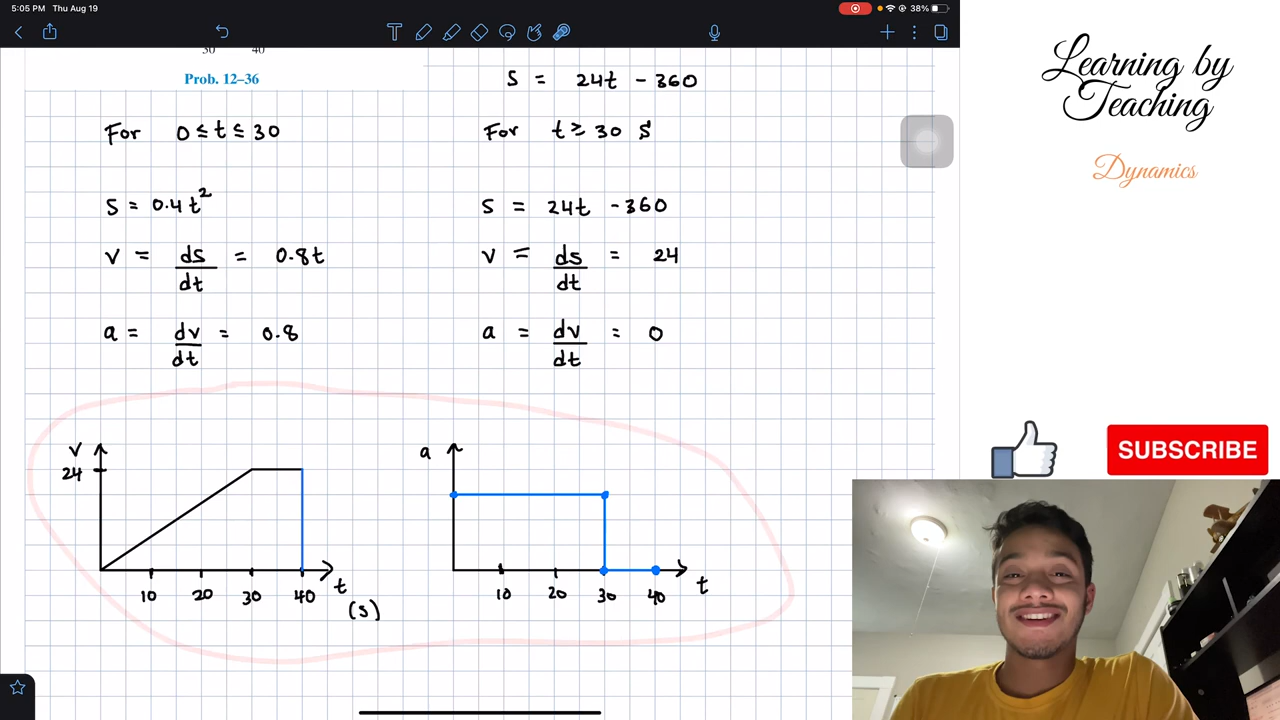 5:05 PM Thu Aug 19
38%
30 40
Prob. 12–36
S = 24t - 360
For 0 ≤ t ≤ 30
For t ≥ 30 S
S = 0.4t²
S = 24t - 360
v = ds/dt = 0.8t
v = ds/dt = 24
a = dv/dt = 0.8
a = dv/dt = 0
v
24
10 20 30 40
t
(s)
a
10 20 30 40
t
Learning by
Teaching
Dynamics
SUBSCRIBE